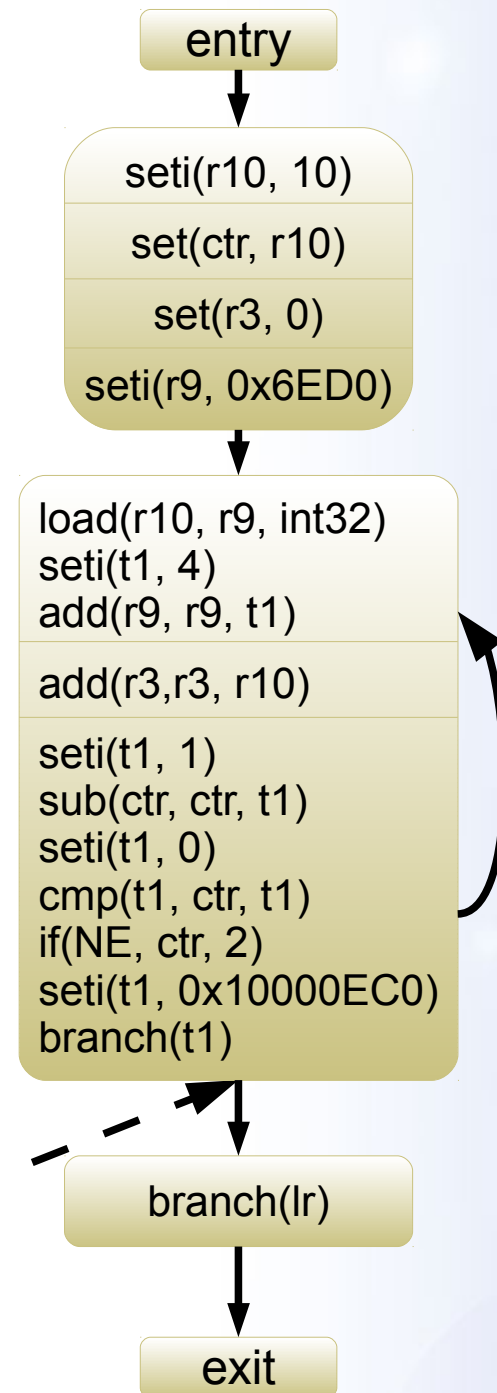 entry
seti(r10, 10)
set(ctr, r10)
set(r3, 0)
seti(r9, 0x6ED0)
load(r10, r9, int32)
seti(t1, 4)
add(r9, r9, t1)
add(r3,r3, r10)
seti(t1, 1)
sub(ctr, ctr, t1)
seti(t1, 0)
cmp(t1, ctr, t1)
if(NE, ctr, 2)
seti(t1, 0x10000EC0)
branch(t1)
branch(lr)
exit